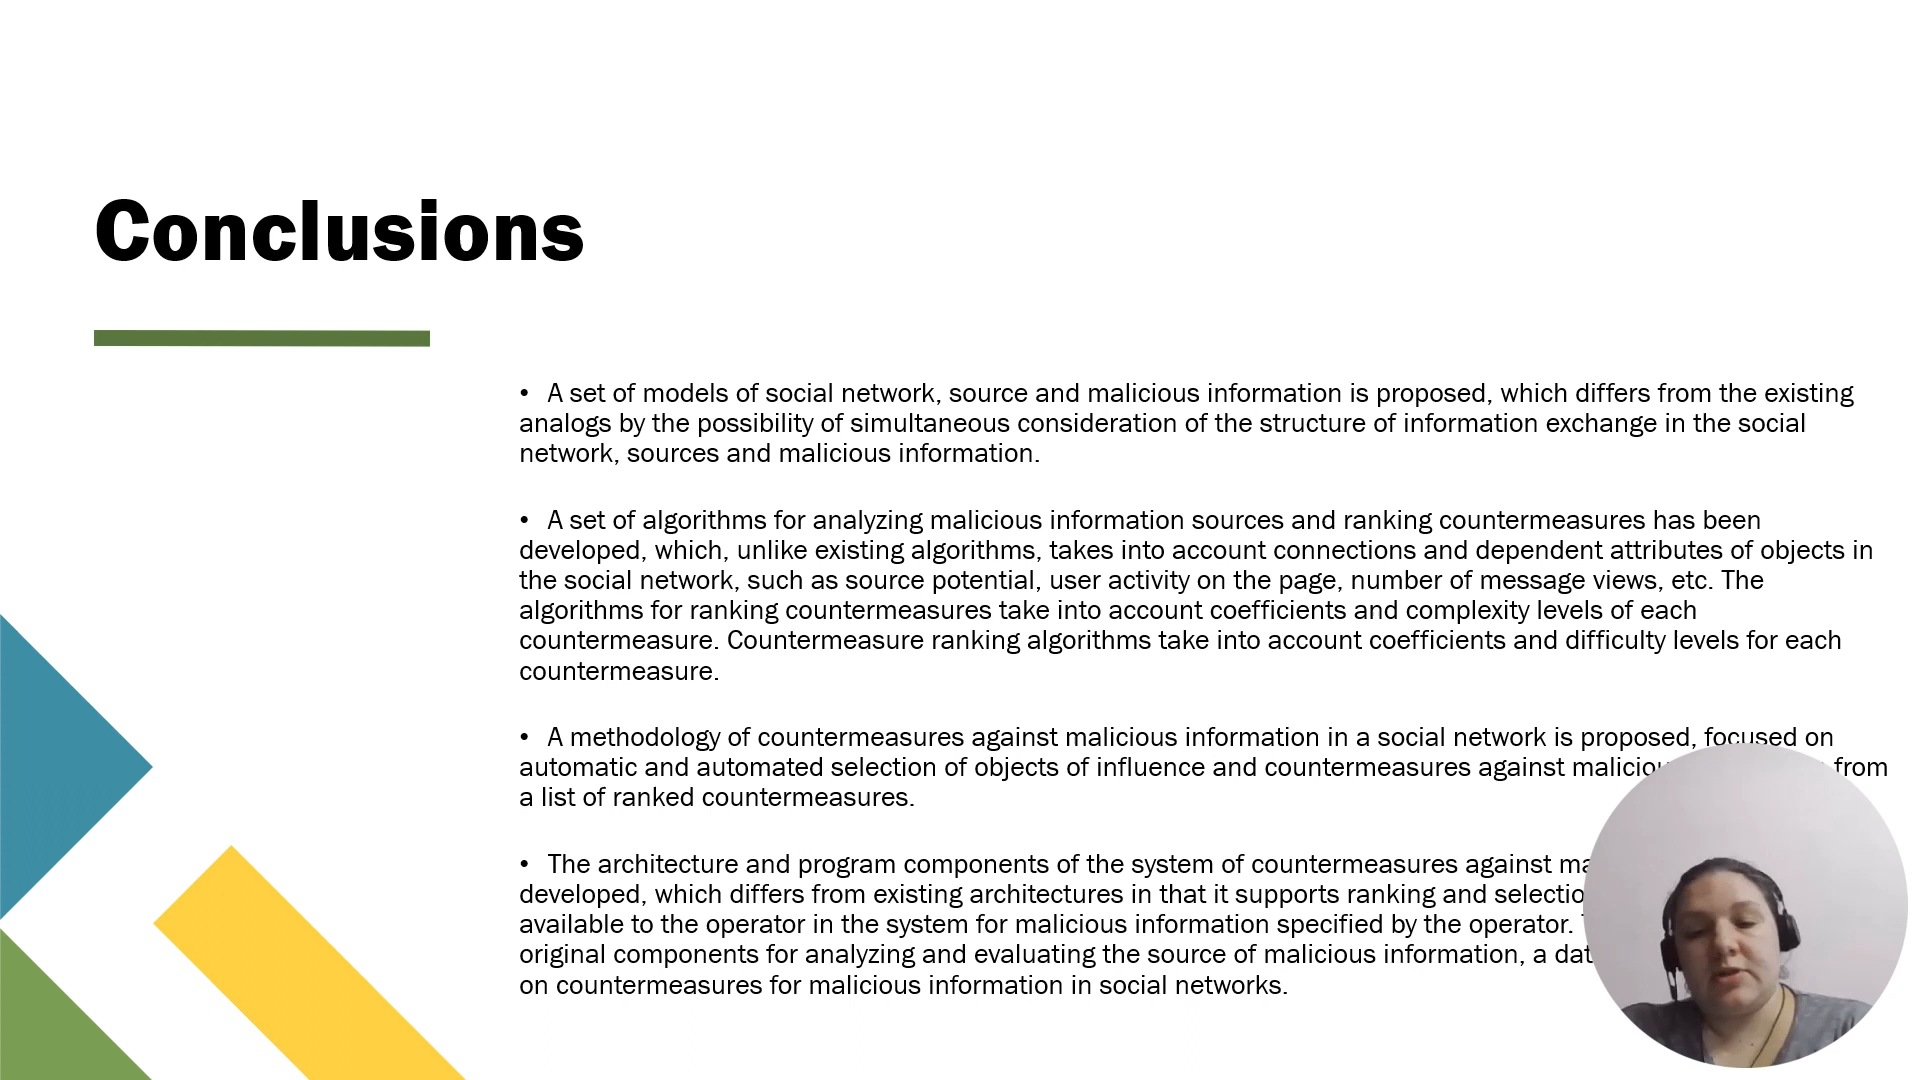 Conclusions
• A set of models of social network, source and malicious information is proposed, which differs from the existing
analogs by the possibility of simultaneous consideration of the structure of information exchange in the social
network, sources and malicious information.
• A set of algorithms for analyzing malicious information sources and ranking countermeasures has been
developed, which, unlike existing algorithms, takes into account connections and dependent attributes of objects in
the social network, such as source potential, user activity on the page, number of message views, etc. The
algorithms for ranking countermeasures take into account coefficients and complexity levels of each
countermeasure. Countermeasure ranking algorithms take into account coefficients and difficulty levels for each
countermeasure.
• A methodology of countermeasures against malicious information in a social network is proposed, focused on
automatic and automated selection of objects of influence and countermeasures against from
a list of ranked countermeasures.
• The architecture and program components of the system of countermeasures against
developed, which differs from existing architectures in that it supports ranking and
available to the operator in the system for malicious information specified by the operator.
original components for analyzing and evaluating the source of malicious information, a
on countermeasures for malicious information in social networks.